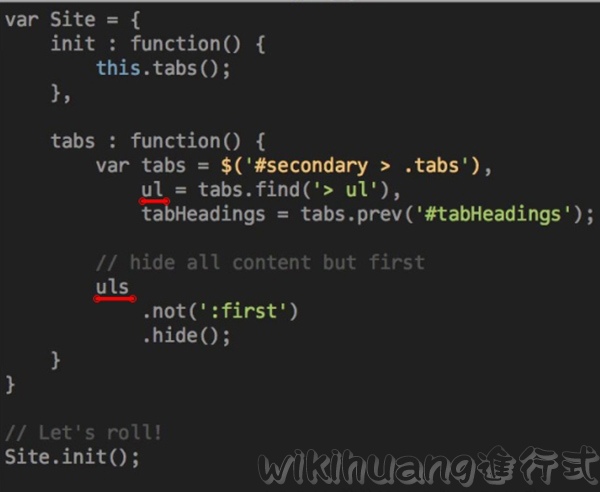 var Site = {
    init : function() {
        this.tabs();
    },

    tabs : function() {
        var tabs = $('#secondary > .tabs'),
            ul = tabs.find('> ul'),
            tabHeadings = tabs.prev('#tabHeadings');

        // hide all content but first
        uls
            .not(':first')
            .hide();
    }
}

// Let's roll!
Site.init();
wikihuang進行式